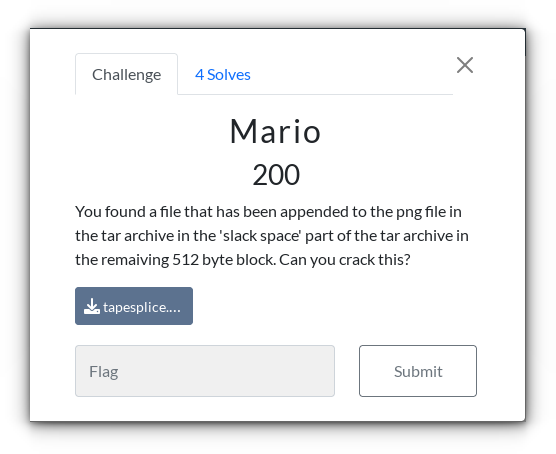 Challenge
4 Solves
Mario
200
You found a file that has been appended to the png file in
the tar archive in the 'slack space' part of the tar archive in
the remaiving 512 byte block. Can you crack this?
tapesplice....
Flag
Submit